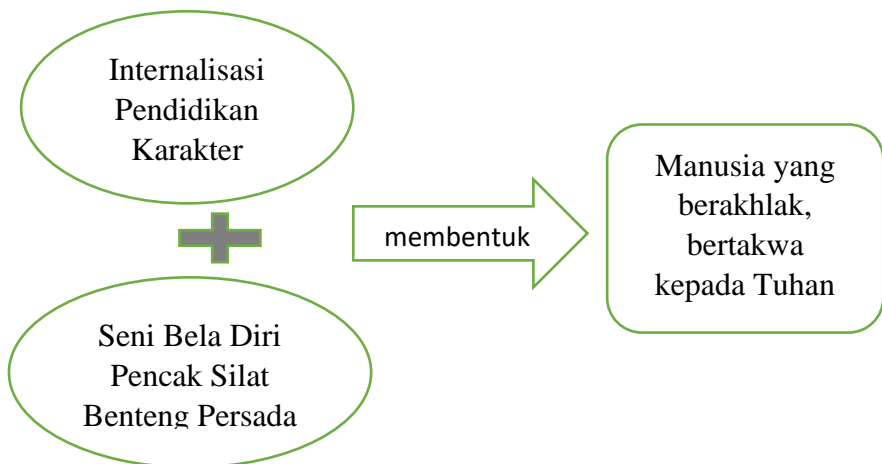 Internalisasi
Pendidikan
Karakter
membentuk
Manusia yang
berakhlak,
bertakwa
kepada Tuhan
Seni Bela Diri
Pencak Silat
Benteng Persada